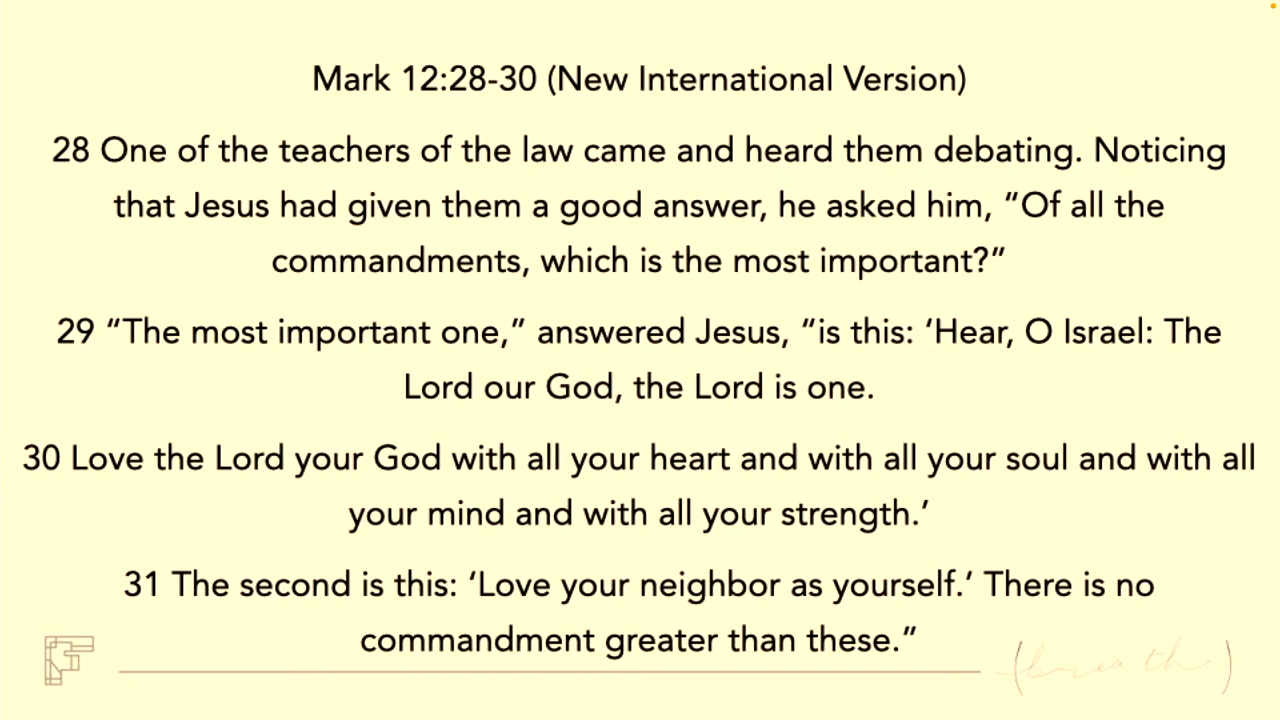 Mark 12:28-30 (New International Version)
28 One of the teachers of the law came and heard them debating. Noticing
that Jesus had given them a good answer, he asked him, “Of all the
commandments, which is the most important?”
29 “The most important one,” answered Jesus, “is this: ‘Hear, O Israel: The
Lord our God, the Lord is one.
30 Love the Lord your God with all your heart and with all your soul and with all
your mind and with all your strength.’
31 The second is this: ‘Love your neighbor as yourself.’ There is no
commandment greater than these.”
(breath)